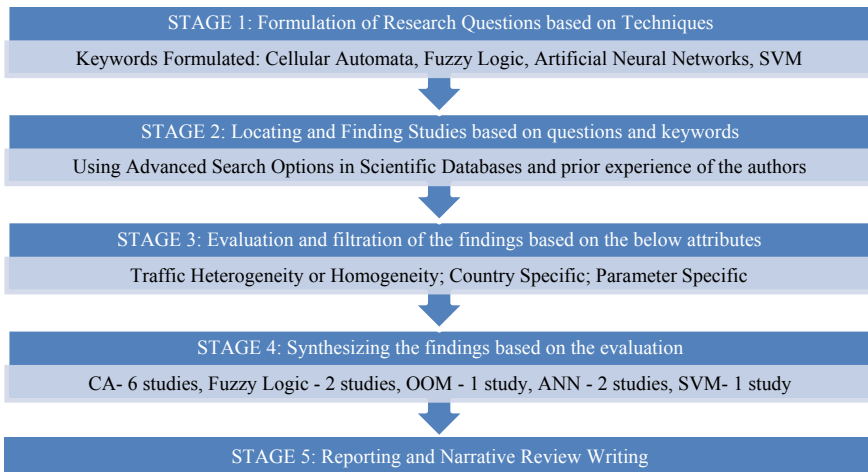 STAGE 1: Formulation of Research Questions based on Techniques
Keywords Formulated: Cellular Automata, Fuzzy Logic, Artificial Neural Networks, SVM
STAGE 2: Locating and Finding Studies based on questions and keywords
Using Advanced Search Options in Scientific Databases and prior experience of the authors
STAGE 3: Evaluation and filtration of the findings based on the below attributes
Traffic Heterogeneity or Homogeneity; Country Specific; Parameter Specific
STAGE 4: Synthesizing the findings based on the evaluation
CA- 6 studies, Fuzzy Logic - 2 studies, OOM - 1 study, ANN - 2 studies, SVM- 1 study
STAGE 5: Reporting and Narrative Review Writing